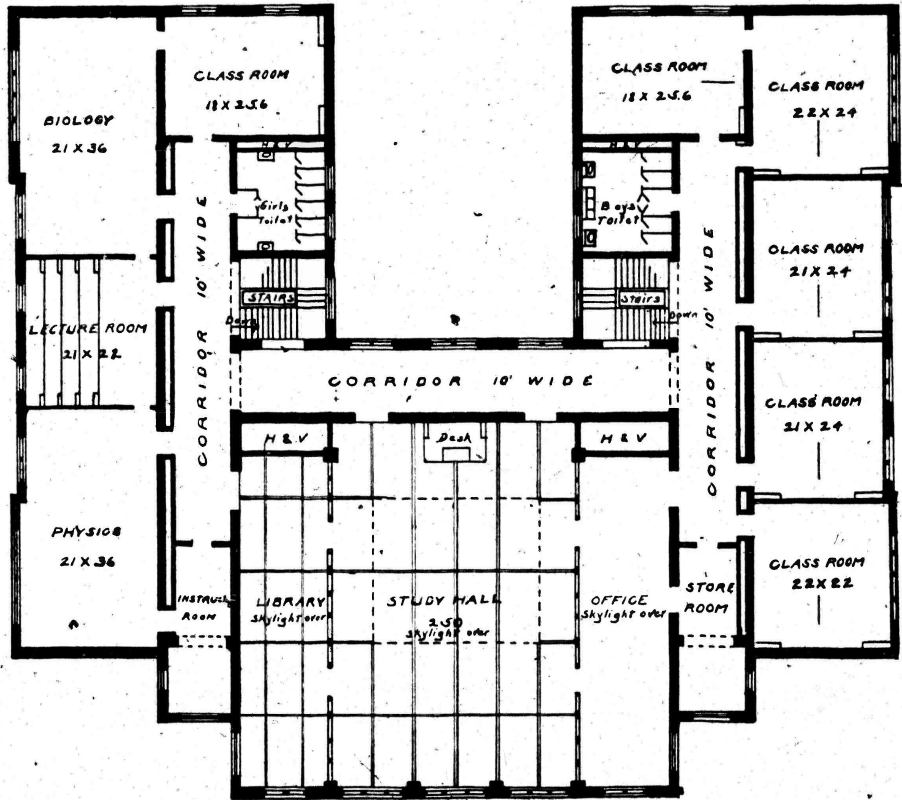 CLASS ROOM
18 X 25.6
BIOLOGY
21 X 36
H & V
Girls
Toilet
CORRIDOR 10' WIDE
STAIRS
Down
LECTURE ROOM
21 X 22
PHYSICS
21 X 36
INSTRUC.
ROOM
CLASS ROOM
18 X 25.6
CLASS ROOM
22 X 24
H & V
Boys
Toilet
CORRIDOR 10' WIDE
CLASS ROOM
21 X 24
Stairs
Down
CORRIDOR 10' WIDE
CLASS ROOM
21 X 24
H & V
Desk
H & V
LIBRARY
Skylight over
STUDY HALL
250
Skylight over
OFFICE
Skylight over
STORE
ROOM
CLASS ROOM
22 X 22